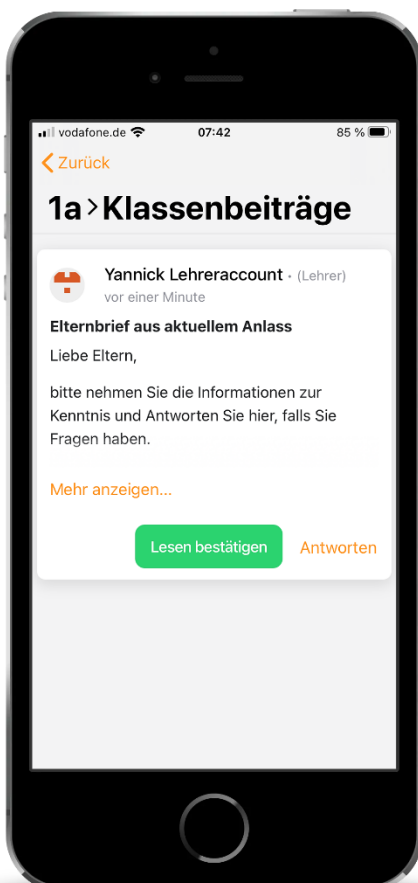 vodafone.de 07:42 85 %
Zurück
1a>Klassenbeiträge
Yannick Lehreraccount · (Lehrer)
vor einer Minute
Elternbrief aus aktuellem Anlass
Liebe Eltern,
bitte nehmen Sie die Informationen zur
Kenntnis und Antworten Sie hier, falls Sie
Fragen haben.
Mehr anzeigen...
Lesen bestätigen Antworten